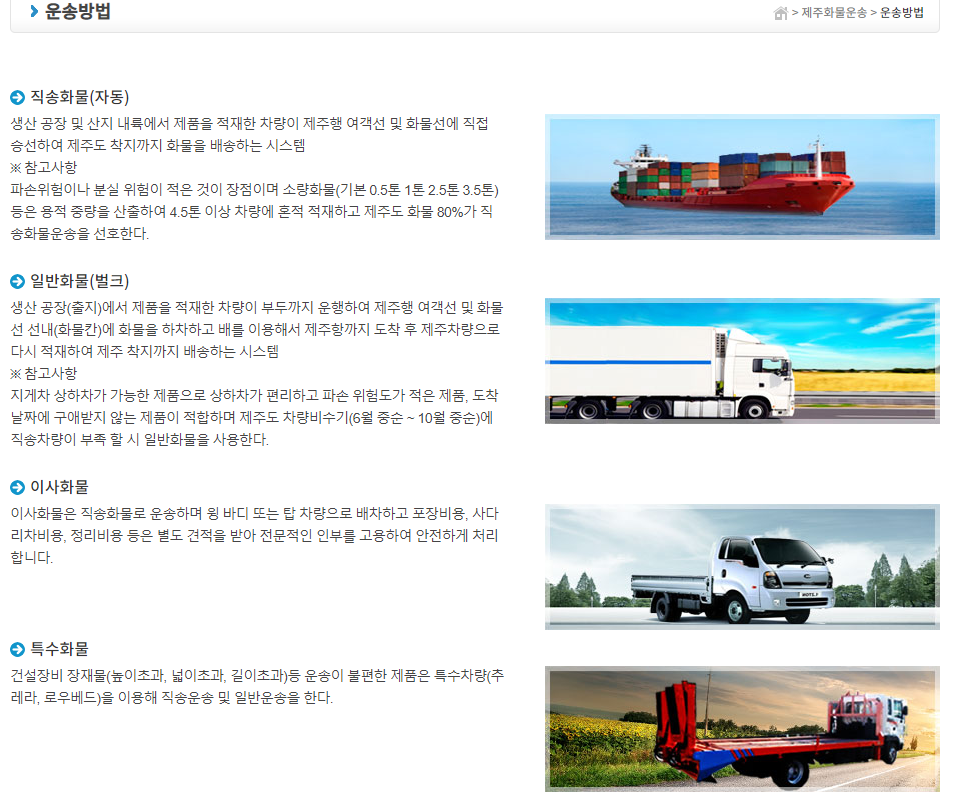 운송방법
> 제주화물운송 > 운송방법
직송화물(자동)
생산 공장 및 산지 내륙에서 제품을 적재한 차량이 제주행 여객선 및 화물선에 직접
승선하여 제주도 착지까지 화물을 배송하는 시스템
※ 참고사항
파손위험이나 분실 위험이 적은 것이 장점이며 소량화물(기본 0.5톤 1톤 2.5톤 3.5톤)
등은 용적 중량을 산출하여 4.5톤 이상 차량에 혼적 적재하고 제주도 화물 80%가 직
송화물운송을 선호한다.
일반화물(벌크)
생산 공장(출지)에서 제품을 적재한 차량이 부두까지 운행하여 제주행 여객선 및 화물
선 선내(화물칸)에 화물을 하차하고 배를 이용해서 제주항까지 도착 후 제주차량으로
다시 적재하여 제주 착지까지 배송하는 시스템
※ 참고사항
지게차 상하차가 가능한 제품으로 상하차가 편리하고 파손 위험도가 적은 제품, 도착
날짜에 구애받지 않는 제품이 적합하며 제주도 차량비수기(6월 중순 ~ 10월 중순)에
직송차량이 부족 할 시 일반화물을 사용한다.
이사화물
이사화물은 직송화물로 운송하며 윙 바디 또는 탑 차량으로 배차하고 포장비용, 사다
리차비용, 정리비용 등은 별도 견적을 받아 전문적인 인부를 고용하여 안전하게 처리
합니다.
특수화물
건설장비 장재물(높이초과, 넓이초과, 길이초과)등 운송이 불편한 제품은 특수차량(추
레라, 로우베드)을 이용해 직송운송 및 일반운송을 한다.